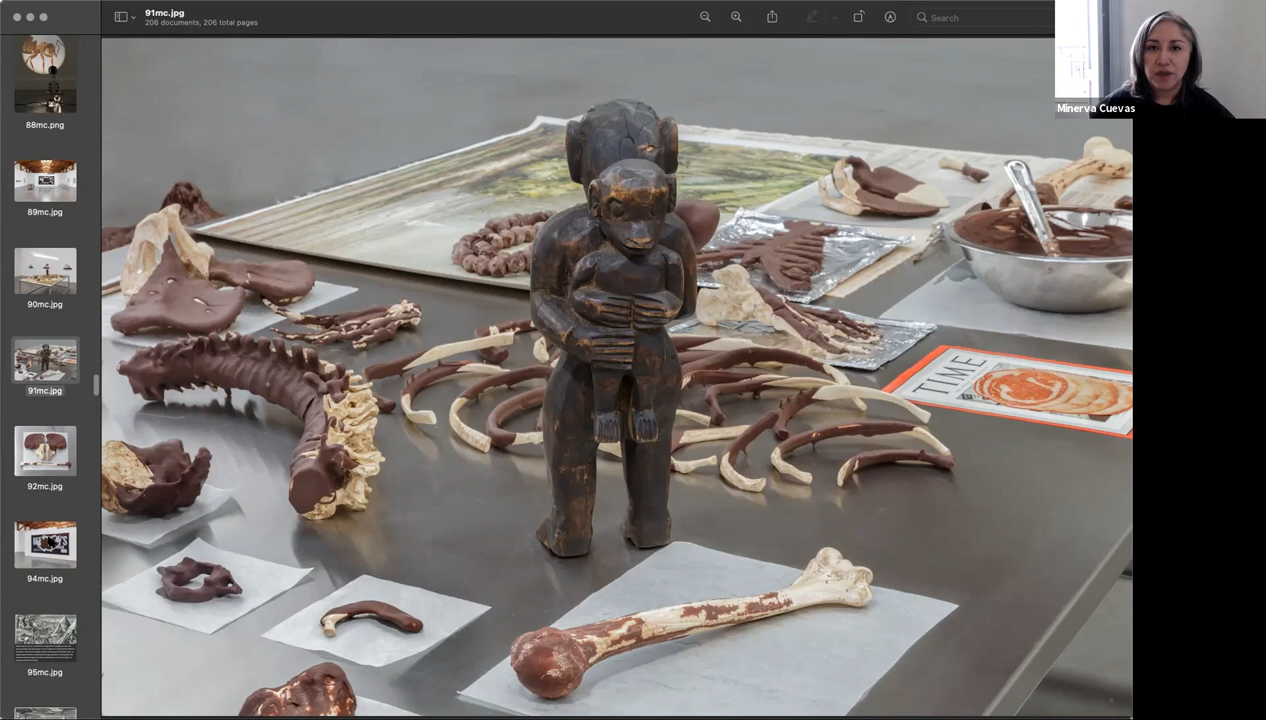 91mc.jpg
206 documents, 206 total pages
Search
Minerva Cuevas
88mc.png
89mc.jpg
90mc.jpg
91mc.jpg
92mc.jpg
94mc.jpg
95mc.jpg
TIME